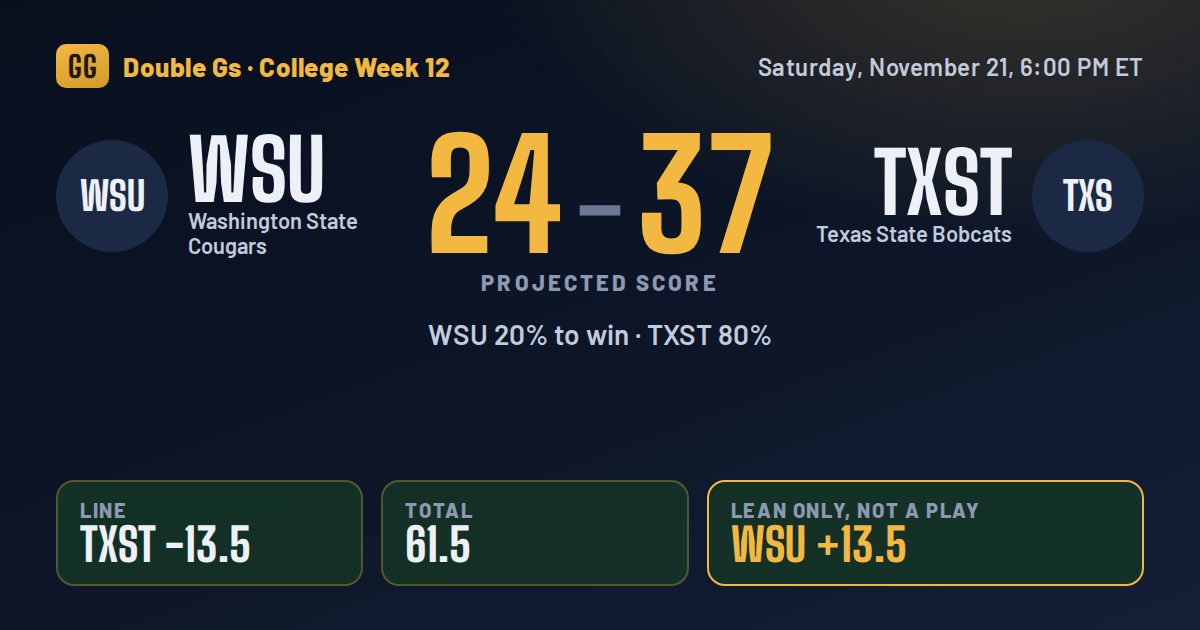 GG
Double Gs · College Week 12
Saturday, November 21, 6:00 PM ET
WSU
WSU
Washington State
Cougars
24 – 37
PROJECTED SCORE
WSU 20% to win · TXST 80%
TXST
Texas State Bobcats
TXS
LINE
TXST −13.5
TOTAL
61.5
LEAN ONLY, NOT A PLAY
WSU +13.5